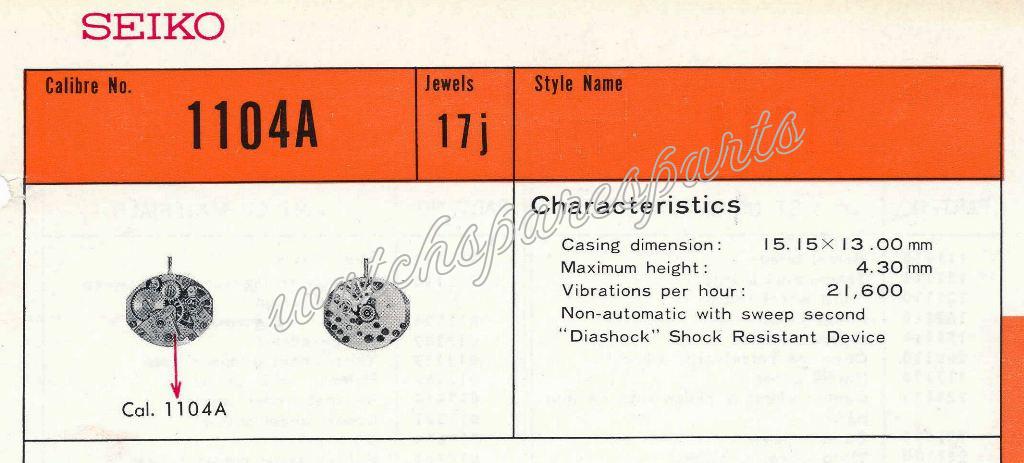 SEIKO
Calibre No.
1104A
Jewels
17j
Style Name
watchsparesparts
Characteristics
Casing dimension: 15.15×13.00 mm
Maximum height: 4.30 mm
Vibrations per hour: 21,600
Non-automatic with sweep second
"Diashock" Shock Resistant Device
Cal. 1104A